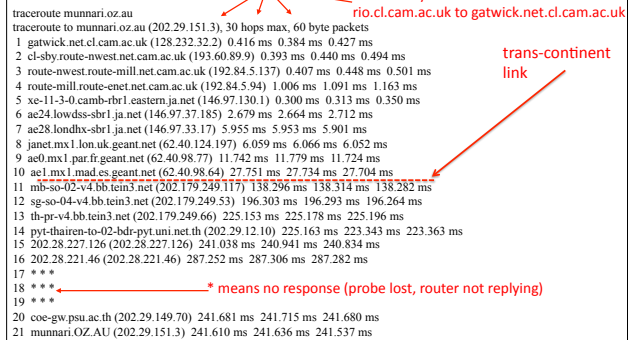 traceroute munnari.oz.au
rio.cl.cam.ac.uk to gatwick.net.cl.cam.ac.uk
traceroute to munnari.oz.au (202.29.151.3), 30 hops max, 60 byte packets
1 gatwick.net.cl.cam.ac.uk (128.232.32.2) 0.416 ms 0.384 ms 0.427 ms
2 cl-sby.route-nwest.net.cam.ac.uk (193.60.89.9) 0.393 ms 0.440 ms 0.494 ms
3 route-nwest.route-mill.net.cam.ac.uk (192.84.5.137) 0.407 ms 0.448 ms 0.501 ms
4 route-mill.route-enet.net.cam.ac.uk (192.84.5.94) 1.006 ms 1.091 ms 1.163 ms
5 xe-11-3-0.camb-rbr1.eastern.ja.net (146.97.130.1) 0.300 ms 0.313 ms 0.350 ms
6 ae24.lowdss-sbr1.ja.net (146.97.37.185) 2.679 ms 2.664 ms 2.712 ms
7 ae28.londhx-sbr1.ja.net (146.97.33.17) 5.955 ms 5.953 ms 5.901 ms
8 janet.mx1.lon.uk.geant.net (62.40.124.197) 6.059 ms 6.066 ms 6.052 ms
9 ae0.mx1.par.fr.geant.net (62.40.98.77) 11.742 ms 11.779 ms 11.724 ms
10 ae1.mx1.mad.es.geant.net (62.40.98.64) 27.751 ms 27.734 ms 27.704 ms
trans-continent
link
11 mb-so-02-v4.bb.tein3.net (202.179.249.117) 138.296 ms 138.314 ms 138.282 ms
12 sg-so-04-v4.bb.tein3.net (202.179.249.53) 196.303 ms 196.293 ms 196.264 ms
13 th-pr-v4.bb.tein3.net (202.179.249.66) 225.153 ms 225.178 ms 225.196 ms
14 pyt-thairen-to-02-bdr-pyt.uni.net.th (202.29.12.10) 225.163 ms 223.343 ms 223.363 ms
15 202.28.227.126 (202.28.227.126) 241.038 ms 240.941 ms 240.834 ms
16 202.28.221.46 (202.28.221.46) 287.252 ms 287.306 ms 287.282 ms
17 * * *
18 * * *
* means no response (probe lost, router not replying)
19 * * *
20 coe-gw.psu.ac.th (202.29.149.70) 241.681 ms 241.715 ms 241.680 ms
21 munnari.OZ.AU (202.29.151.3) 241.610 ms 241.636 ms 241.537 ms